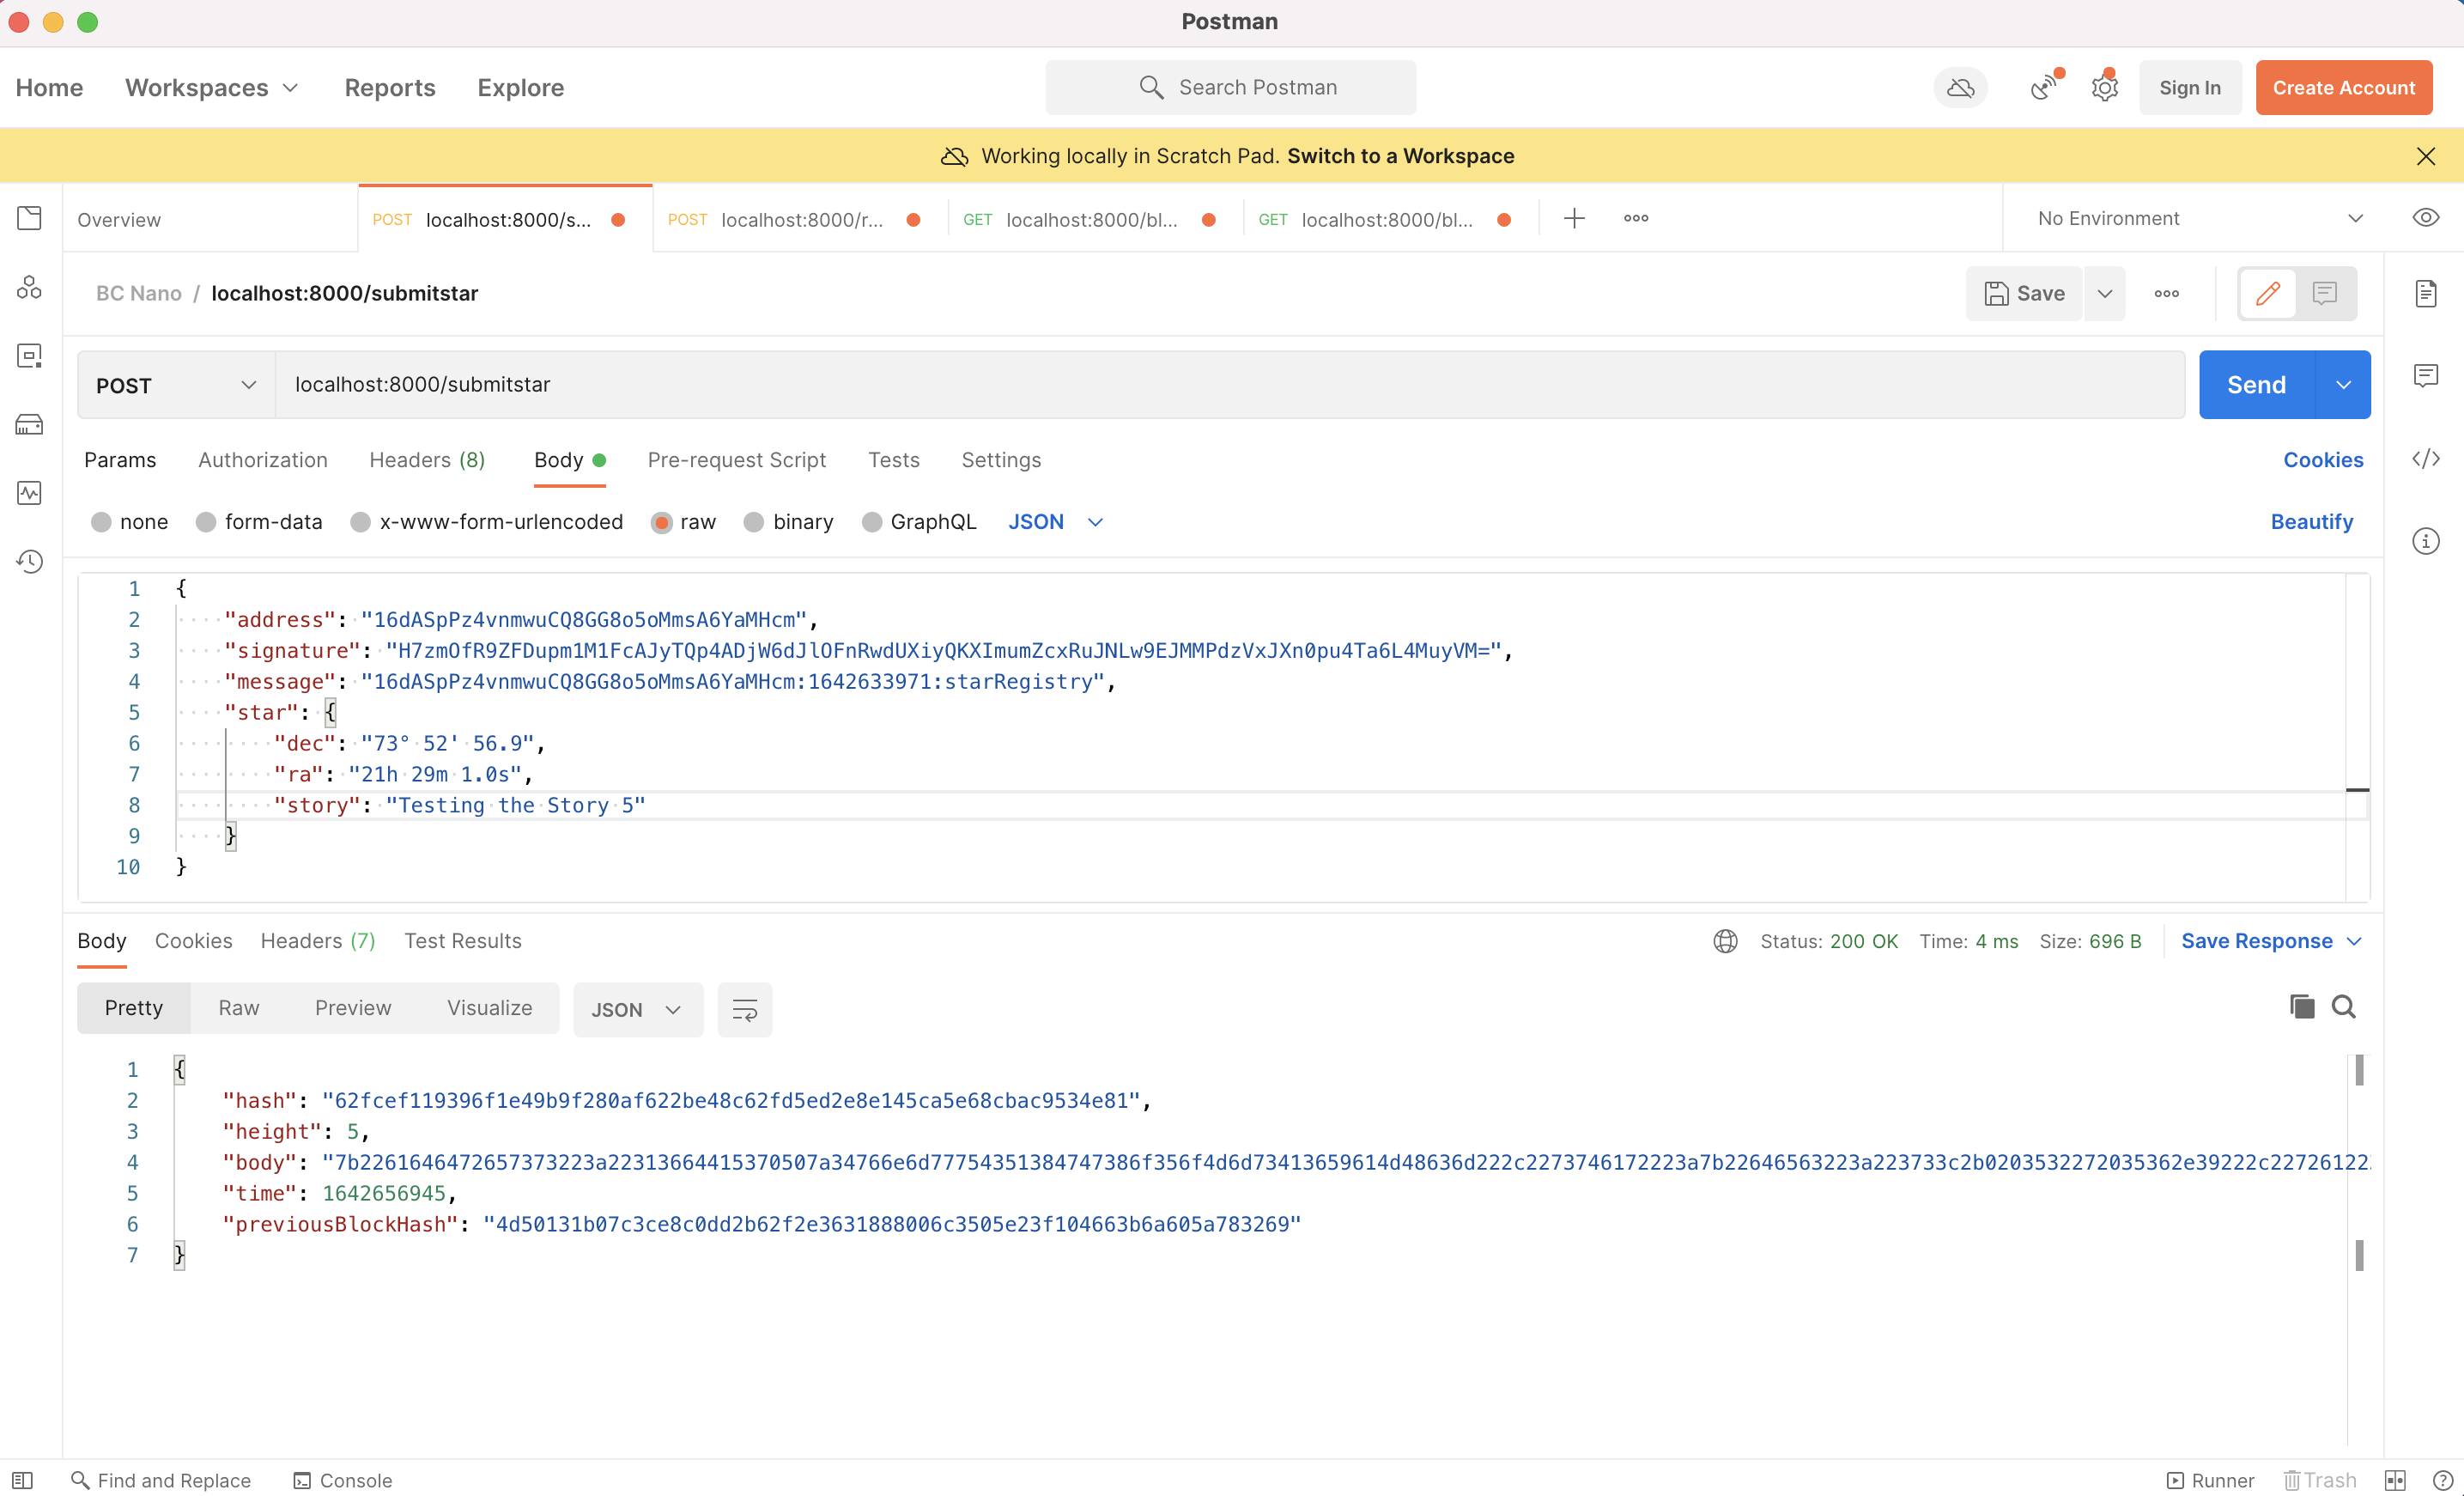 Postman
Home Workspaces Reports Explore Search Postman Sign In Create Account
Working locally in Scratch Pad. Switch to a Workspace
Overview POST localhost:8000/s... POST localhost:8000/r... GET localhost:8000/bl... GET localhost:8000/bl... No Environment
BC Nano / localhost:8000/submitstar Save
POST localhost:8000/submitstar Send
Params Authorization Headers (8) Body Pre-request Script Tests Settings Cookies
none form-data x-www-form-urlencoded raw binary GraphQL JSON Beautify
1 {
2 "address": "16dASpPz4vnmwuCQ8GG8o5oMmsA6YaMHcm",
3 "signature": "H7zmOfR9ZFDupm1M1FcAJyTQp4ADjW6dJlOFnRwdUXiyQKXImumZcxRuJNLw9EJMMPdzVxJXn0pu4Ta6L4MuyVM=",
4 "message": "16dASpPz4vnmwuCQ8GG8o5oMmsA6YaMHcm:1642633971:starRegistry",
5 "star": {
6 "dec": "73° 52' 56.9",
7 "ra": "21h 29m 1.0s",
8 "story": "Testing the Story 5"
9 }
10 }
Body Cookies Headers (7) Test Results Status: 200 OK Time: 4 ms Size: 696 B Save Response
Pretty Raw Preview Visualize JSON
1 {
2 "hash": "62fcef119396f1e49b9f280af622be48c62fd5ed2e8e145ca5e68cbac9534e81",
3 "height": 5,
4 "body": "7b2261646472657373223a22313664415370507a34766e6d77754351384747386f356f4d6d73413659614d48636d222c2273746172223a7b22646563223a223733c2b0203532272035362e39222c227261222
5 "time": 1642656945,
6 "previousBlockHash": "4d50131b07c3ce8c0dd2b62f2e3631888006c3505e23f104663b6a605a783269"
7 }
Find and Replace Console Runner Trash